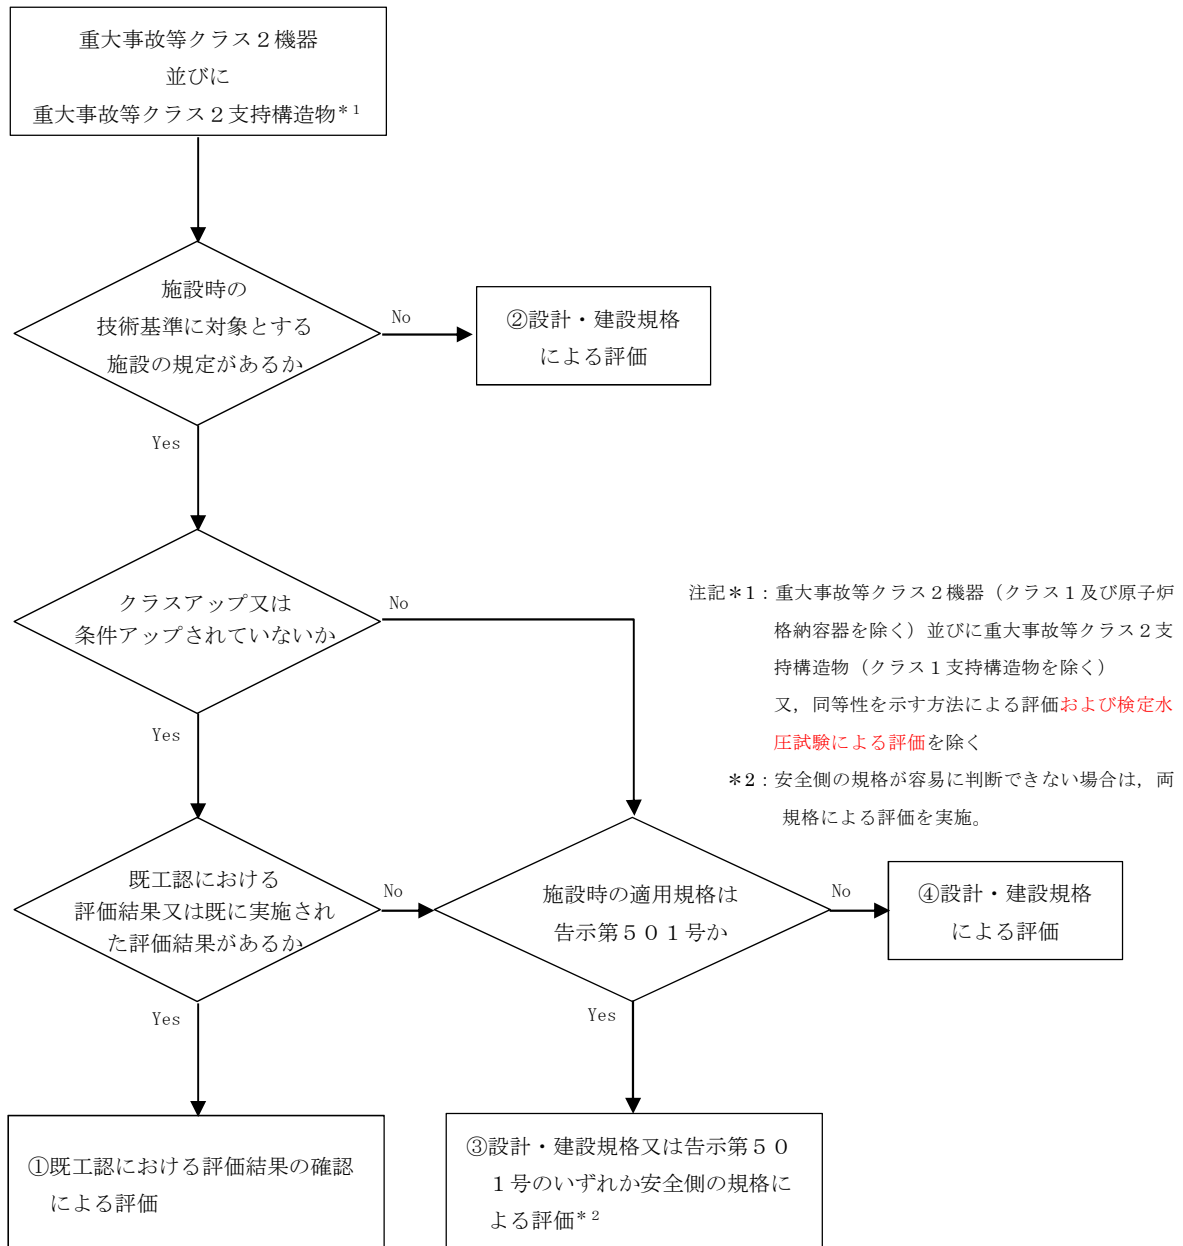 重大事故等クラス２機器
並びに
重大事故等クラス２支持構造物＊１
施設時の
技術基準に対象とする
施設の規定があるか
No
②設計・建設規格
による評価
Yes
クラスアップ又は
条件アップされていないか
No
注記＊1：重大事故等クラス２機器（クラス１及び原子炉
格納容器を除く）並びに重大事故等クラス２支
持構造物（クラス１支持構造物を除く）
又，同等性を示す方法による評価および検定水
圧試験による評価を除く
＊2：安全側の規格が容易に判断できない場合は，両
規格による評価を実施。
Yes
既工認における
評価結果又は既に実施され
た評価結果があるか
No
施設時の適用規格は
告示第５０１号か
No
④設計・建設規格
による評価
Yes
Yes
①既工認における評価結果の確認
による評価
③設計・建設規格又は告示第５０
１号のいずれか安全側の規格に
よる評価＊２